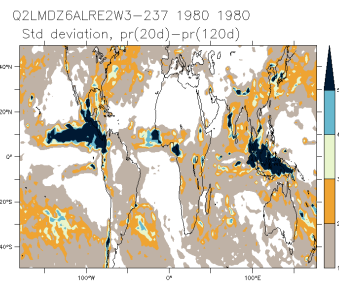 Q2LMDZ6ALRE2W3-237 1980 1980
Std deviation, pr(20d)-pr(120d)
40°N
20°N
0°
20°S
40°S
100°W
0°
100°E
5
4
3
2
1